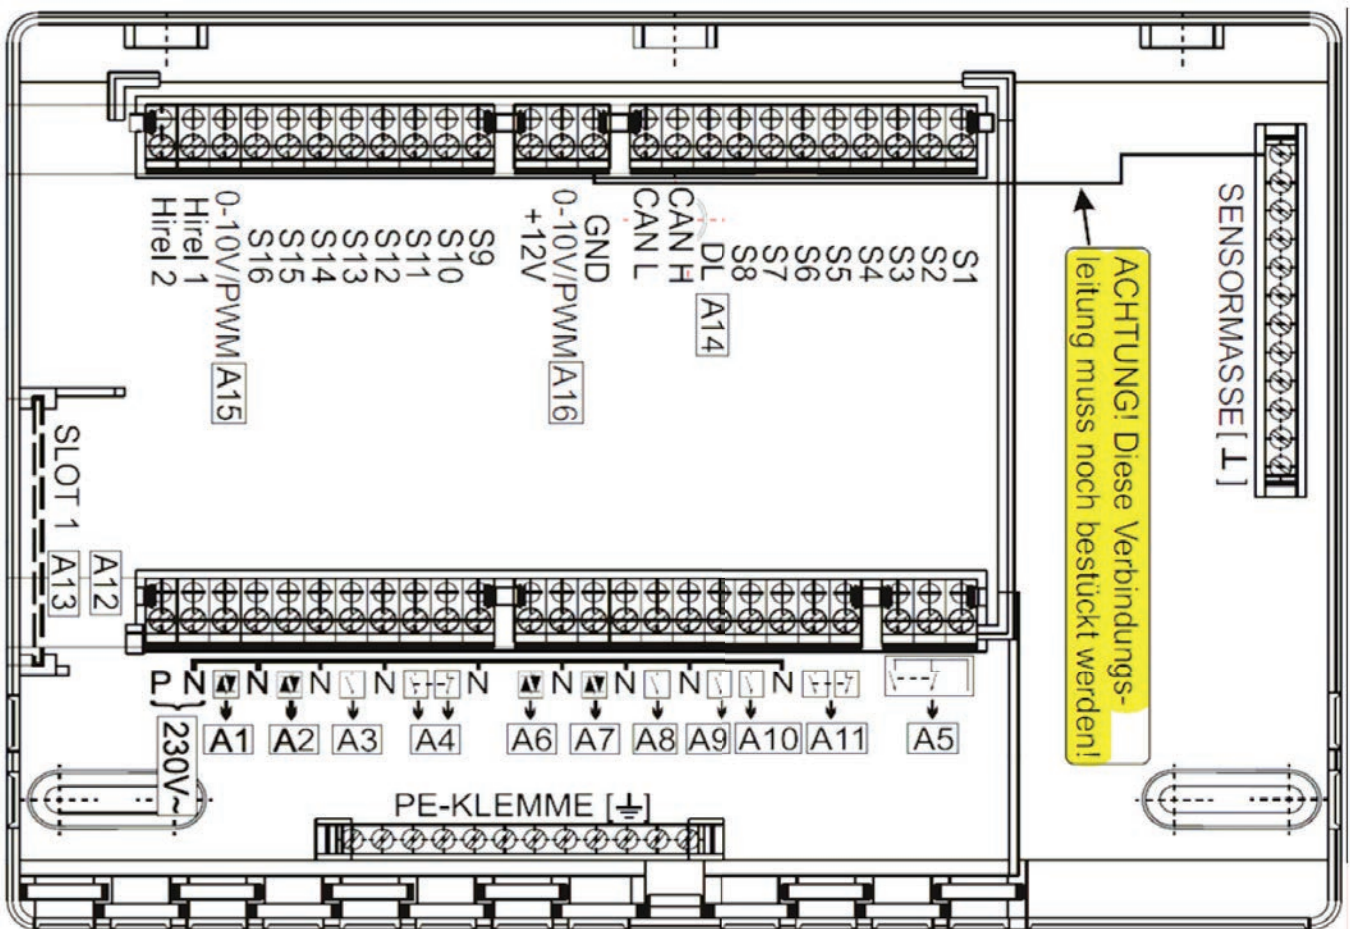 Hirel 2
Hirel 1
0-10V/PWM A15
S16
S15
S14
S13
S12
S11
S10
S9
+12V
0-10V/PWM A16
GND
CAN L
CAN H
DL A14
S8
S7
S6
S5
S4
S3
S2
S1
SENSORMASSE [⊥]
ACHTUNG! Diese Verbindungs-
leitung muss noch bestückt werden!
SLOT 1
A13
A12
P N N N N N N N N N
230V~
A1 A2 A3 A4 A6 A7 A8 A9 A10 A11 A5
PE-KLEMME [⏚]